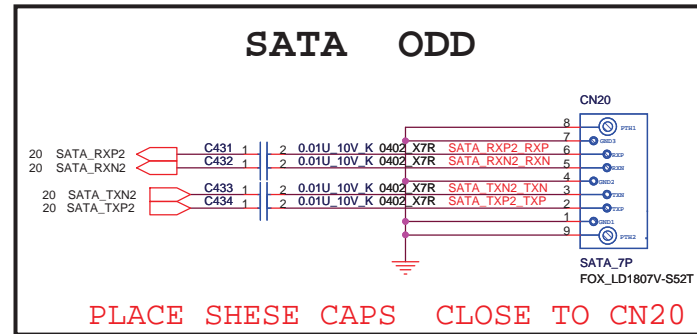 SATA ODD
CN20
8 PTH1
7 GND3
20 SATA_RXP2 C431 1 2 0.01U_10V_K 0402_X7R SATA_RXP2_RXP 6 RXP
20 SATA_RXN2 C432 1 2 0.01U_10V_K 0402_X7R SATA_RXN2_RXN 5 RXN
4 GND2
20 SATA_TXN2 C433 1 2 0.01U_10V_K 0402_X7R SATA_TXN2_TXN 3 TXN
20 SATA_TXP2 C434 1 2 0.01U_10V_K 0402_X7R SATA_TXP2_TXP 2 TXP
1 GND1
9 PTH2
SATA_7P
FOX_LD1807V-S52T
PLACE SHESE CAPS CLOSE TO CN20